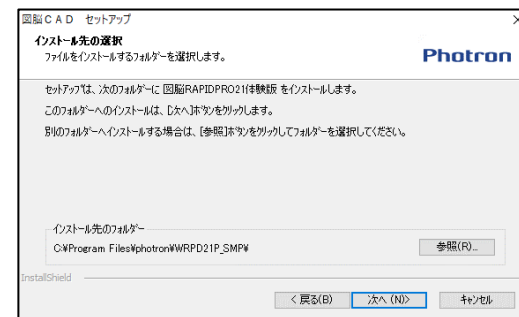 図脳CAD セットアップ
インストール先の選択
ファイルをインストールするフォルダーを選択します。
Photron
セットアップは、次のフォルダーに 図脳RAPIDPRO21体験版 をインストールします。
このフォルダーへのインストールは、[次へ]ボタンをクリックします。
別のフォルダーへインストールする場合は、[参照]ボタンをクリックしてフォルダーを選択してください。
インストール先のフォルダー
C:¥Program Files¥photron¥WRPD21P_SMP¥
参照(R)...
InstallShield
< 戻る(B)
次へ (N)>
キャンセル